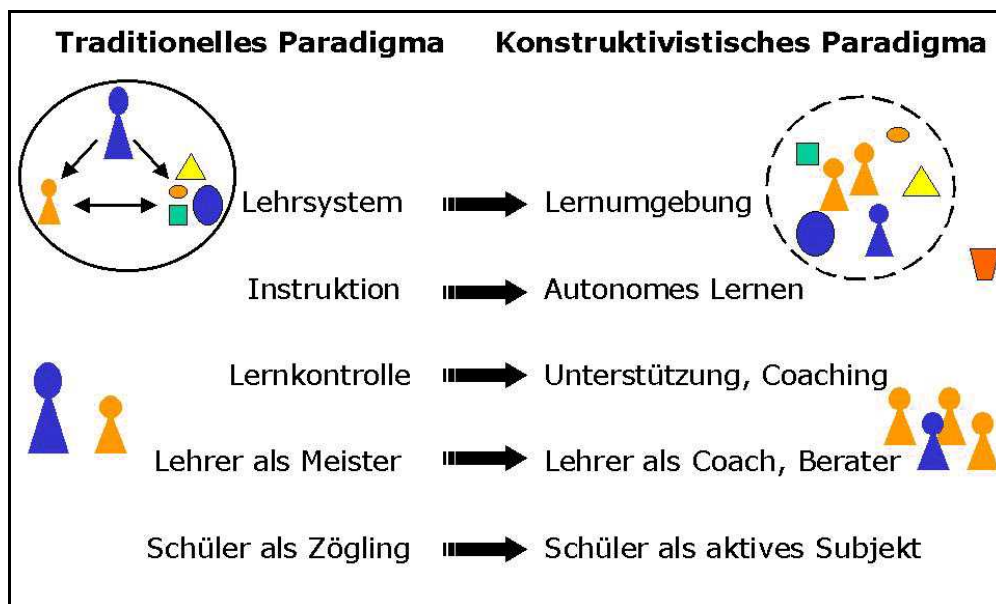 Traditionelles Paradigma Konstruktivistisches Paradigma
Lehrsystem Lernumgebung
Instruktion Autonomes Lernen
Lernkontrolle Unterstützung, Coaching
Lehrer als Meister Lehrer als Coach, Berater
Schüler als Zögling Schüler als aktives Subjekt